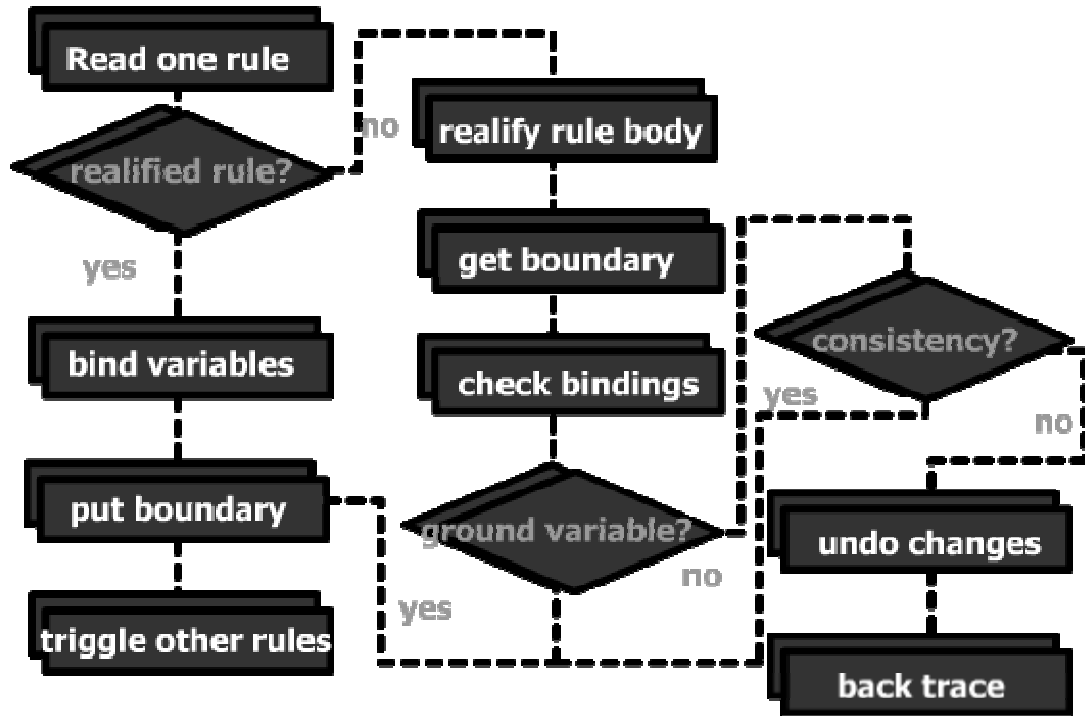 Read one rule
realified rule?
no
yes
bind variables
put boundary
triggle other rules
realify rule body
get boundary
check bindings
ground variable?
yes
no
consistency?
yes
no
undo changes
back trace